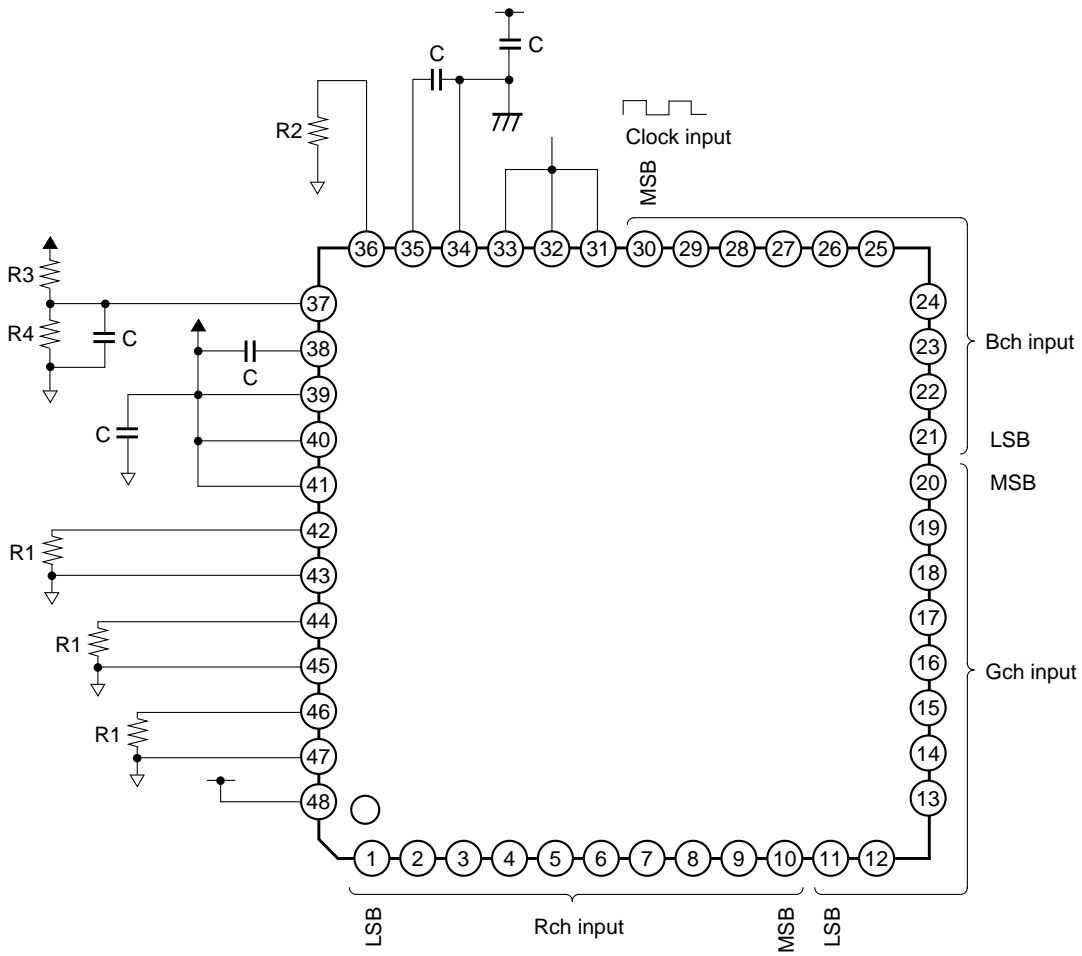 C
C
R2
Clock input
MSB
36 35 34 33 32 31 30 29 28 27 26 25
R3
R4
C
37
38
C
39
C
40
41
42
R1
43
44
R1
45
46
R1
47
48
24
23
Bch input
22
21 LSB
20 MSB
19
18
17
16
Gch input
15
14
13
1 2 3 4 5 6 7 8 9 10 11 12
LSB
Rch input
MSB
LSB